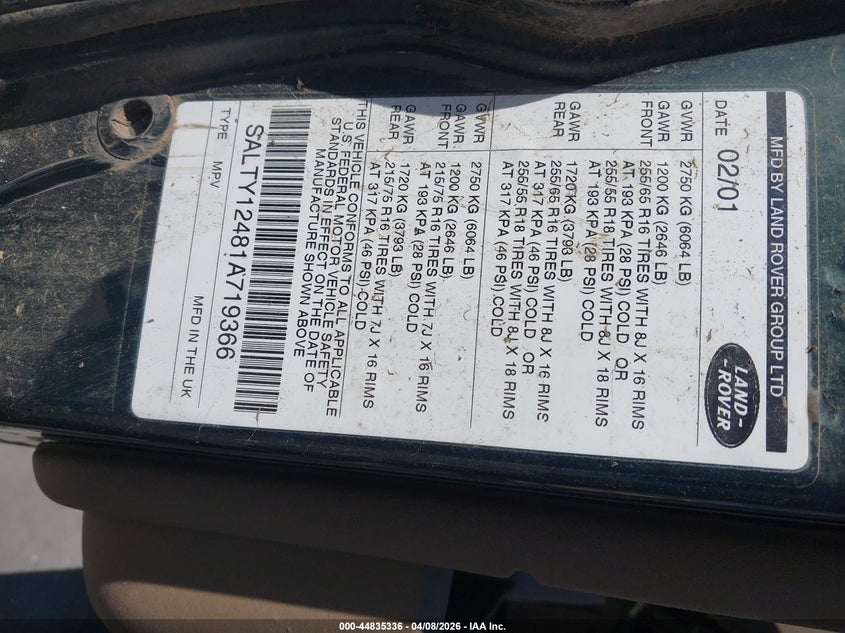 MFD BY LAND ROVER GROUP LTD
DATE 02/01
LAND-
-ROVER
GVWR 2750 KG (6064 LB)
GAWR 1200 KG (2646 LB)
FRONT 255/65 R16 TIRES WITH 8J X 16 RIMS
AT 193 KPA (28 PSI) COLD OR
255/55 R18 TIRES WITH 8J X 18 RIMS
AT 193 KPA (28 PSI) COLD
GAWR 1720 KG (3793 LB)
REAR 255/65 R16 TIRES WITH 8J X 16 RIMS
AT 317 KPA (46 PSI) COLD OR
255/55 R18 TIRES WITH 8J X 18 RIMS
AT 317 KPA (46 PSI) COLD
GVWR 2750 KG (6064 LB)
GAWR 1200 KG (2646 LB)
FRONT 215/75 R16 TIRES WITH 7J X 16 RIMS
AT 193 KPA (28 PSI) COLD
GAWR 1720 KG (3793 LB)
REAR 215/75 R16 TIRES WITH 7J X 16 RIMS
AT 317 KPA (46 PSI) COLD
THIS VEHICLE CONFORMS TO ALL APPLICABLE
U S FEDERAL MOTOR VEHICLE SAFETY
STANDARDS IN EFFECT ON THE DATE OF
MANUFACTURE SHOWN ABOVE
SALTY12481A719366
TYPE MPV MFD IN THE UK
000-44835336 - 04/08/2026 - IAA Inc.